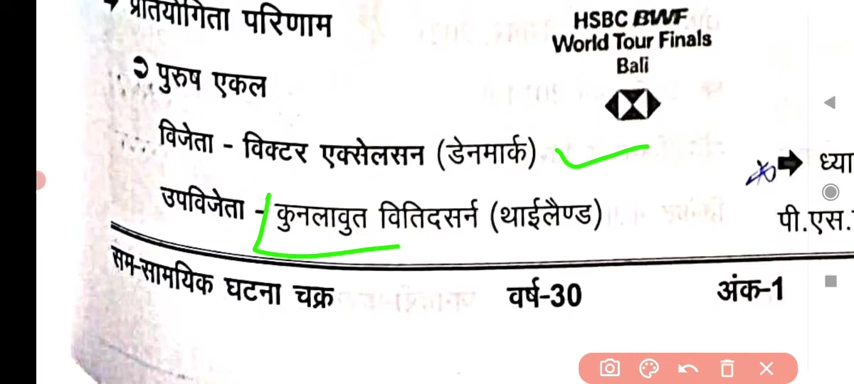 प्रतियोगिता परिणाम
HSBC BWF
World Tour Finals
Bali
पुरुष एकल
विजेता - विक्टर एक्सेलसन (डेनमार्क)
उपविजेता - कुनलावुत वितिदसर्न (थाईलैण्ड)
ध्या
पी.एस.
सम-सामयिक घटना चक्र वर्ष-30 अंक-1